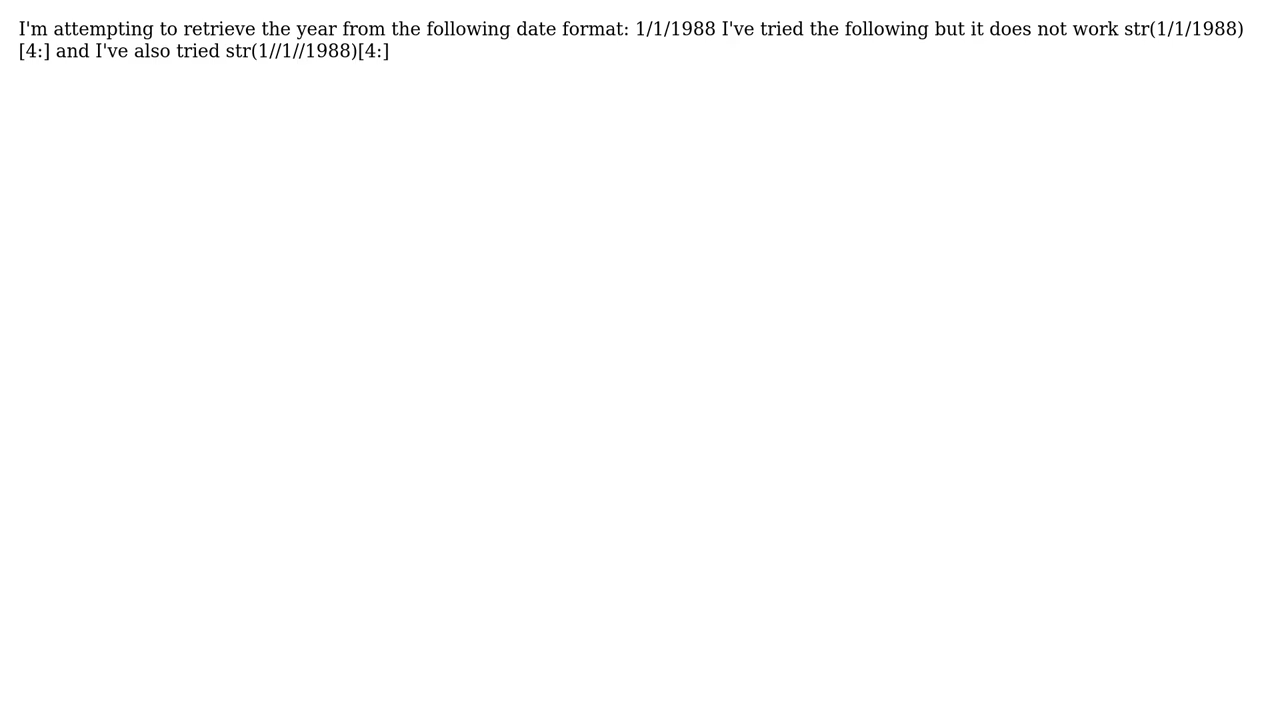 I'm attempting to retrieve the year from the following date format: 1/1/1988 I've tried the following but it does not work str(1/1/1988)
[4:] and I've also tried str(1//1//1988)[4:]